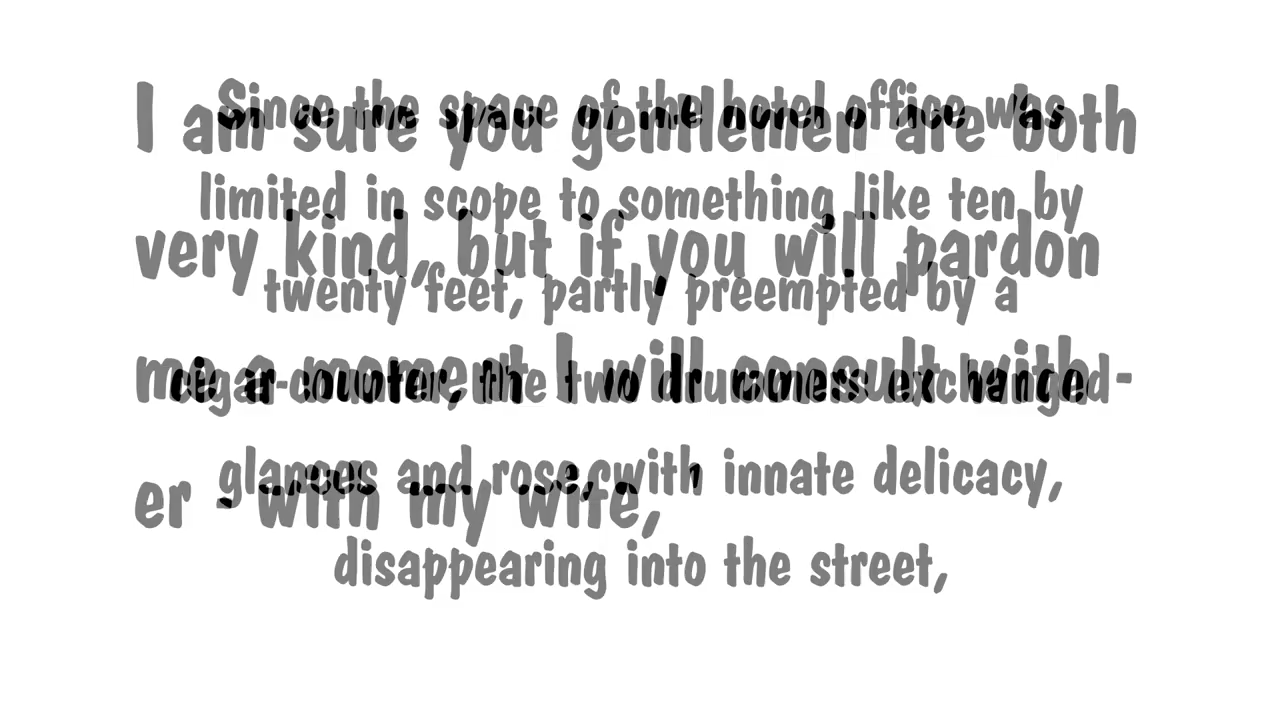 I am sure you gentlemen are both
very kind, but if you will pardon
me a moment I will consult with -
er - with my wife,
Since the space of the hotel office was
limited in scope to something like ten by
twenty feet, partly preempted by a
cigar-counter, the two drummers exchanged
glances and rose, with innate delicacy,
disappearing into the street,